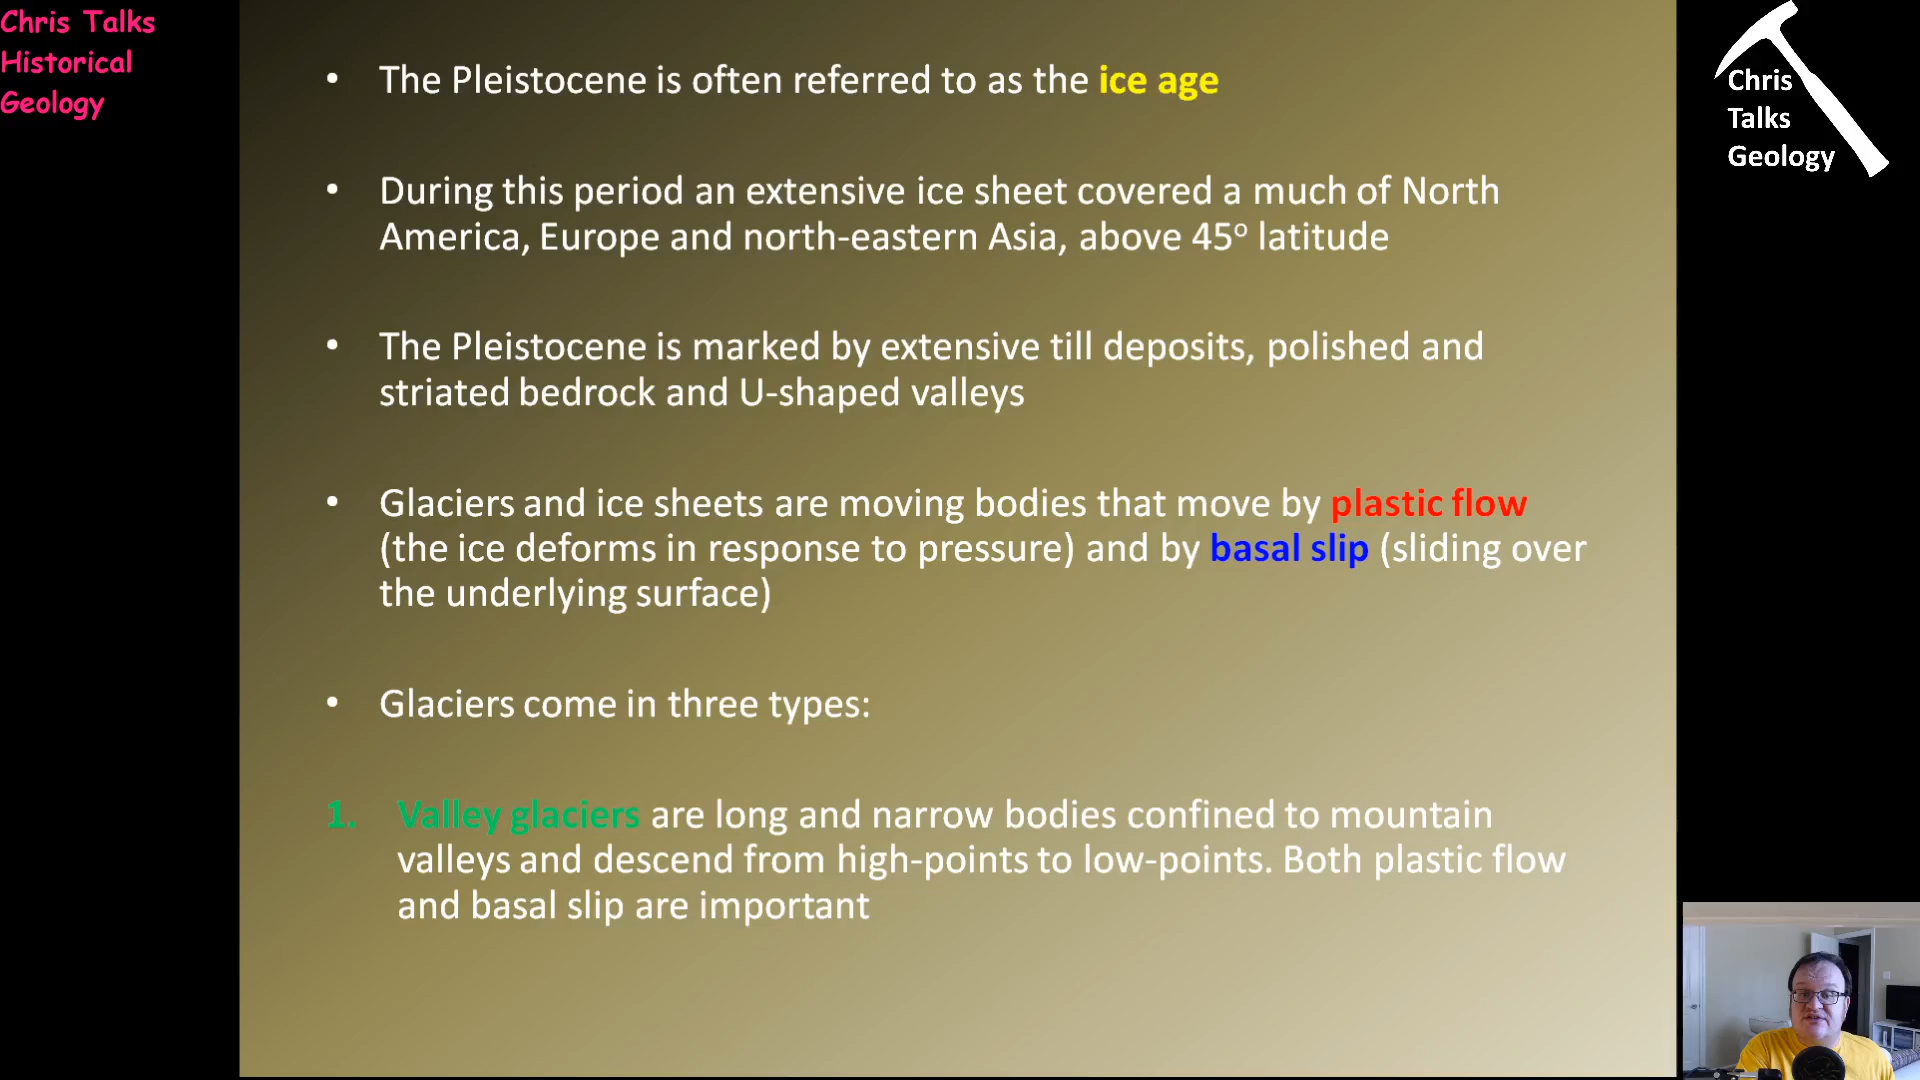 Chris Talks
Historical
Geology
• The Pleistocene is often referred to as the ice age
• During this period an extensive ice sheet covered a much of North
America, Europe and north-eastern Asia, above 45º latitude
• The Pleistocene is marked by extensive till deposits, polished and
striated bedrock and U-shaped valleys
• Glaciers and ice sheets are moving bodies that move by plastic flow
(the ice deforms in response to pressure) and by basal slip (sliding over
the underlying surface)
• Glaciers come in three types:
1. Valley glaciers are long and narrow bodies confined to mountain
valleys and descend from high-points to low-points. Both plastic flow
and basal slip are important
Chris
Talks
Geology